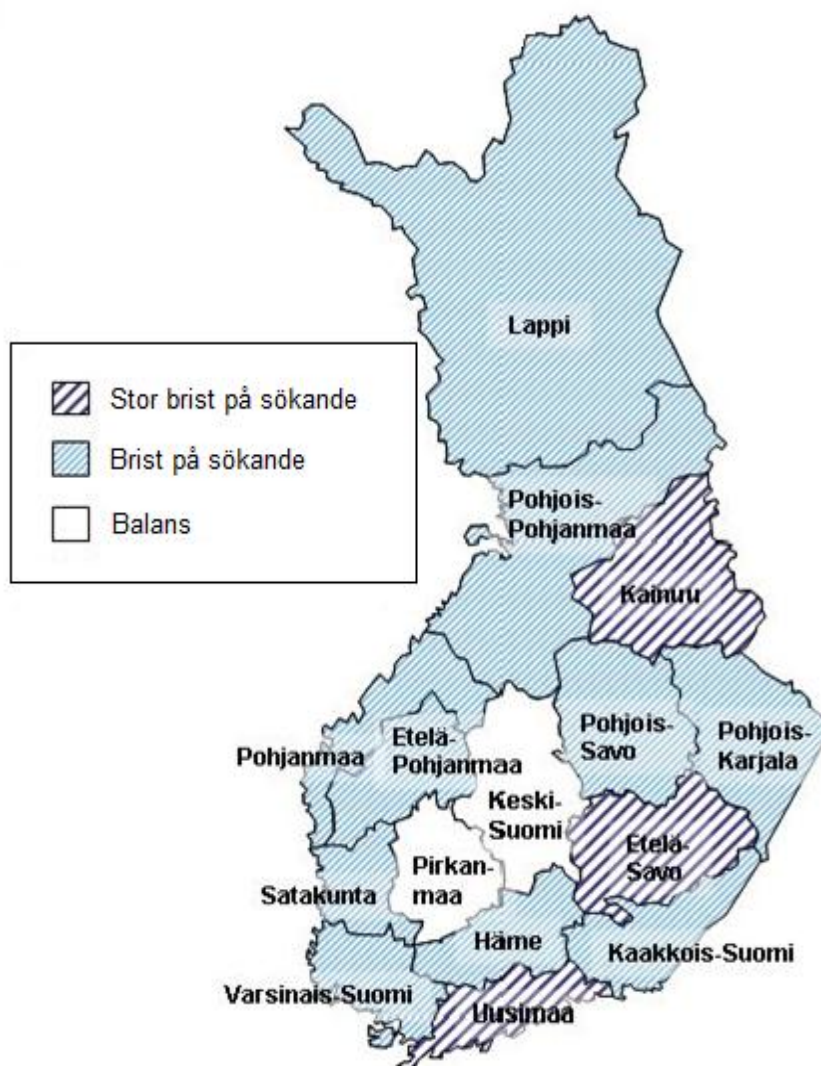 Lappi
Stor brist på sökande
Brist på sökande
Balans
Pohjois-
Pohjanmaa
Kainuu
Pohjanmaa
Etelä-
Pohjanmaa
Keski-
Suomi
Pohjois-
Savo
Pohjois-
Karjala
Etelä-
Savo
Satakunta
Pirkan-
maa
Häme
Kaakkois-Suomi
Varsinais-Suomi
Uusimaa